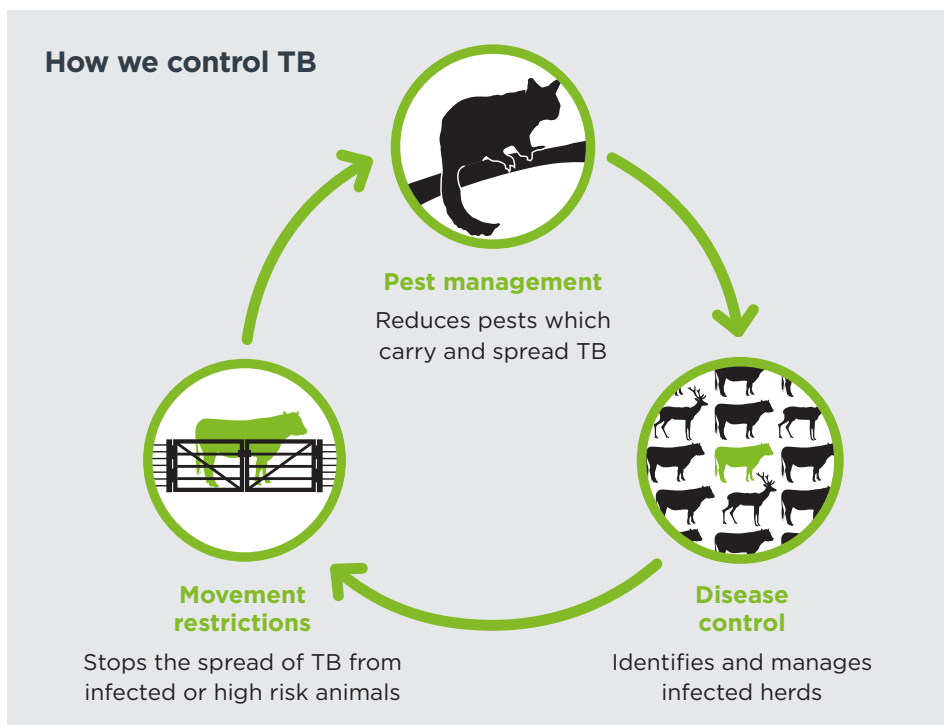 How we control TB
Pest management
Reduces pests which
carry and spread TB
Movement
restrictions
Stops the spread of TB from
infected or high risk animals
Disease
control
Identifies and manages
infected herds